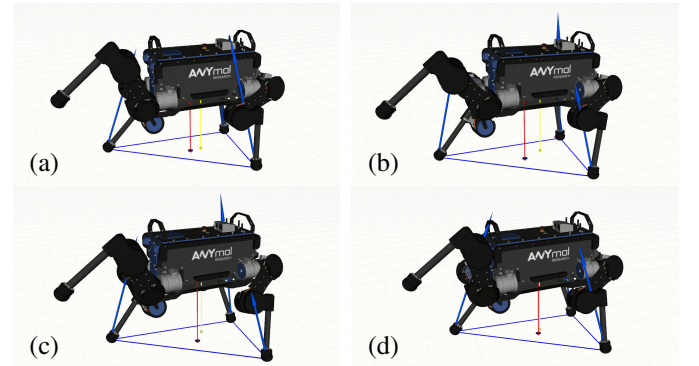 ANYmal
RESEARCH
(a)
ANYmal
RESEARCH
(b)
ANYmal
RESEARCH
(c)
ANYmal
RESEARCH
(d)